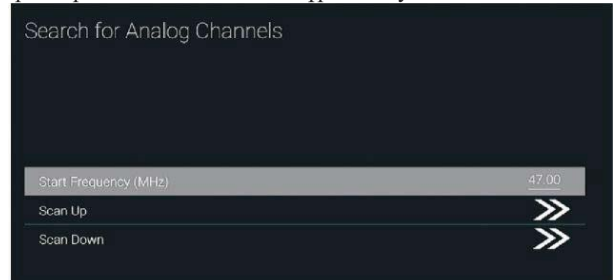 Search for Analog Channels
Start Frequency (MHz) 47.00
Scan Up
Scan Down